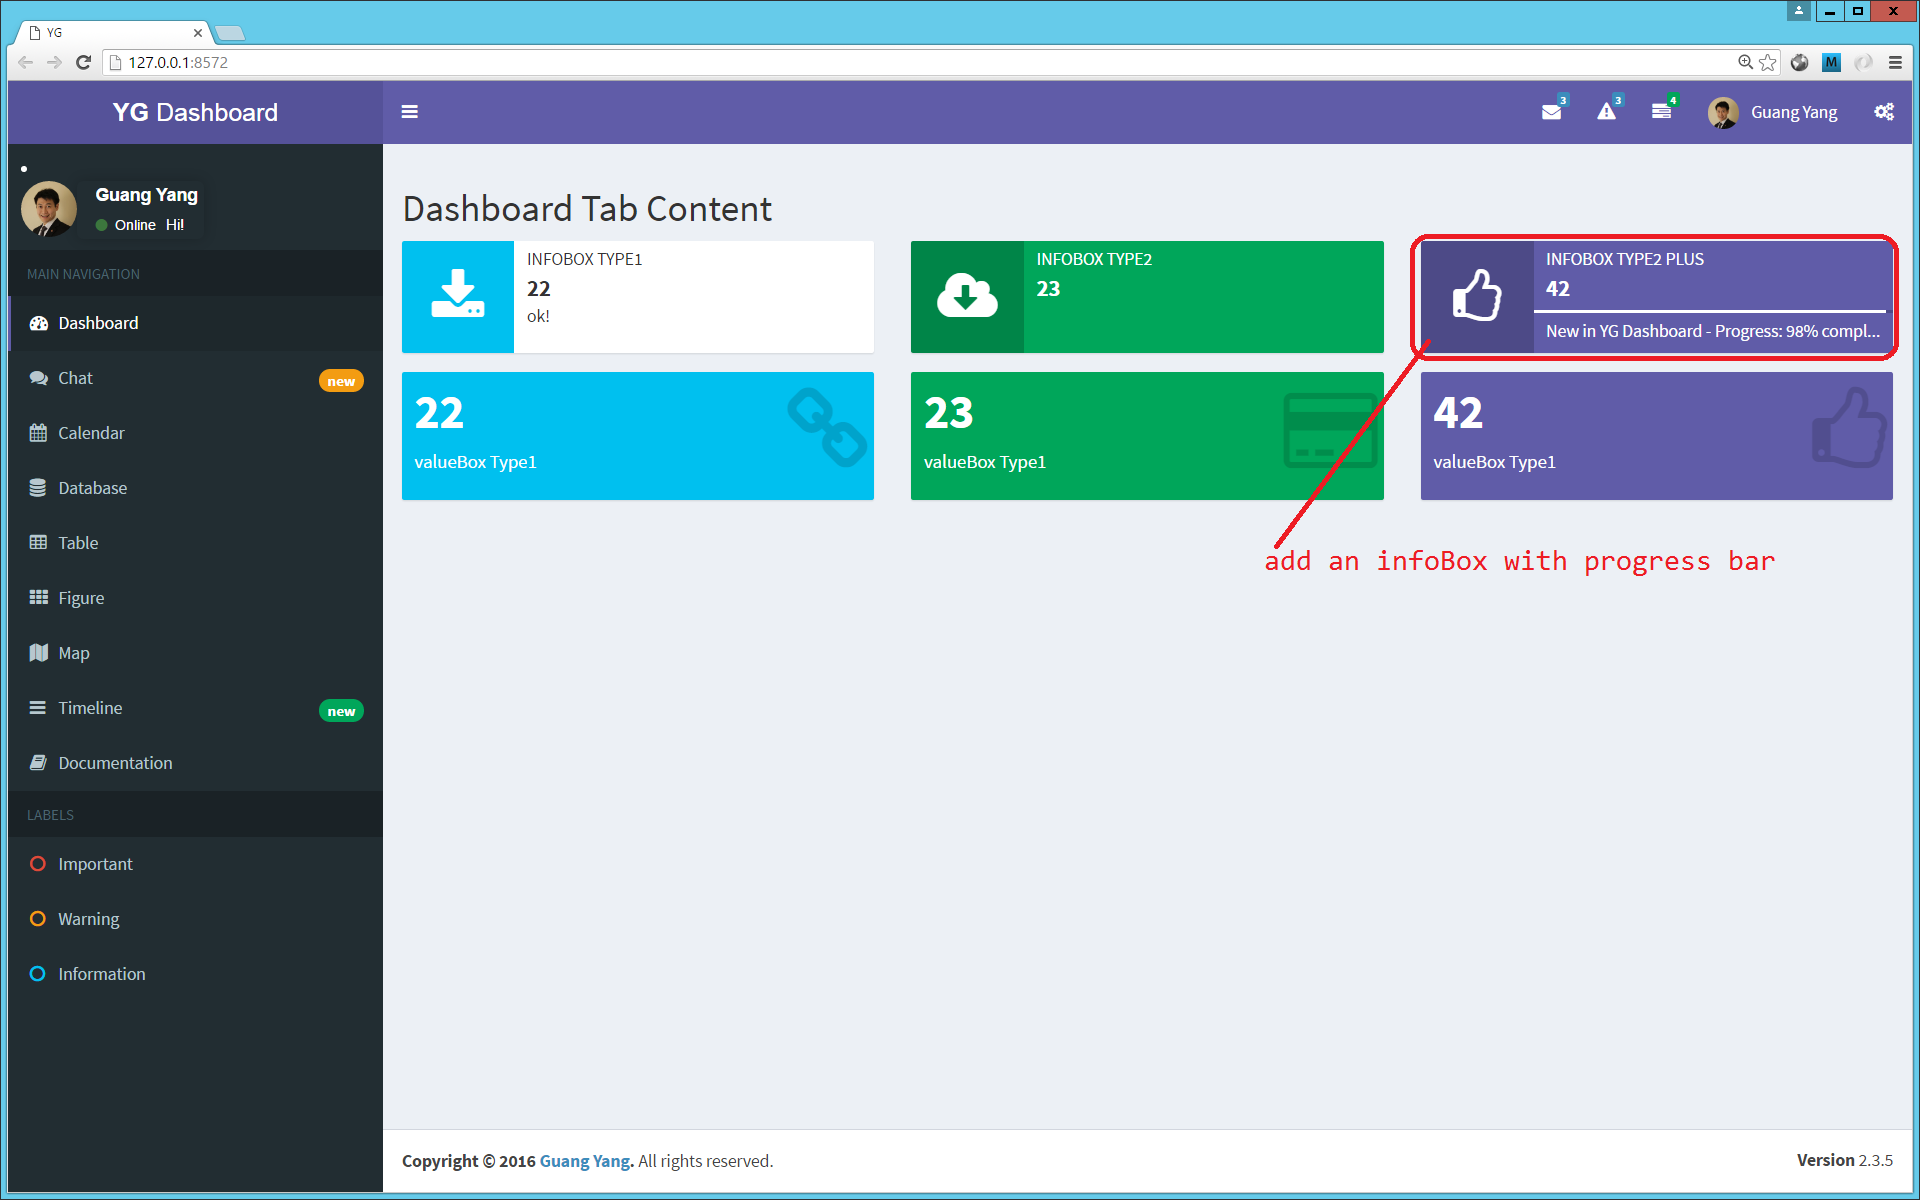 YG
127.0.0.1:8572
M
YG Dashboard
3
3
4
Guang Yang
Guang Yang
Online Hi!
MAIN NAVIGATION
Dashboard
Chat new
Calendar
Database
Table
Figure
Map
Timeline new
Documentation
LABELS
Important
Warning
Information
Dashboard Tab Content
INFOBOX TYPE1
22
ok!
INFOBOX TYPE2
23
INFOBOX TYPE2 PLUS
42
New in YG Dashboard - Progress: 98% compl...
22
valueBox Type1
23
valueBox Type1
42
valueBox Type1
add an infoBox with progress bar
Copyright © 2016 Guang Yang. All rights reserved.
Version 2.3.5